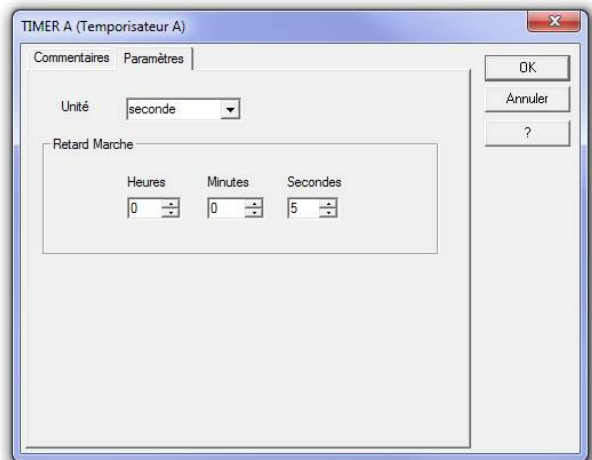 TIMER A (Temporisateur A)
Commentaires Paramètres
OK
Annuler
?
Unité seconde
Retard Marche
Heures Minutes Secondes
0 0 5